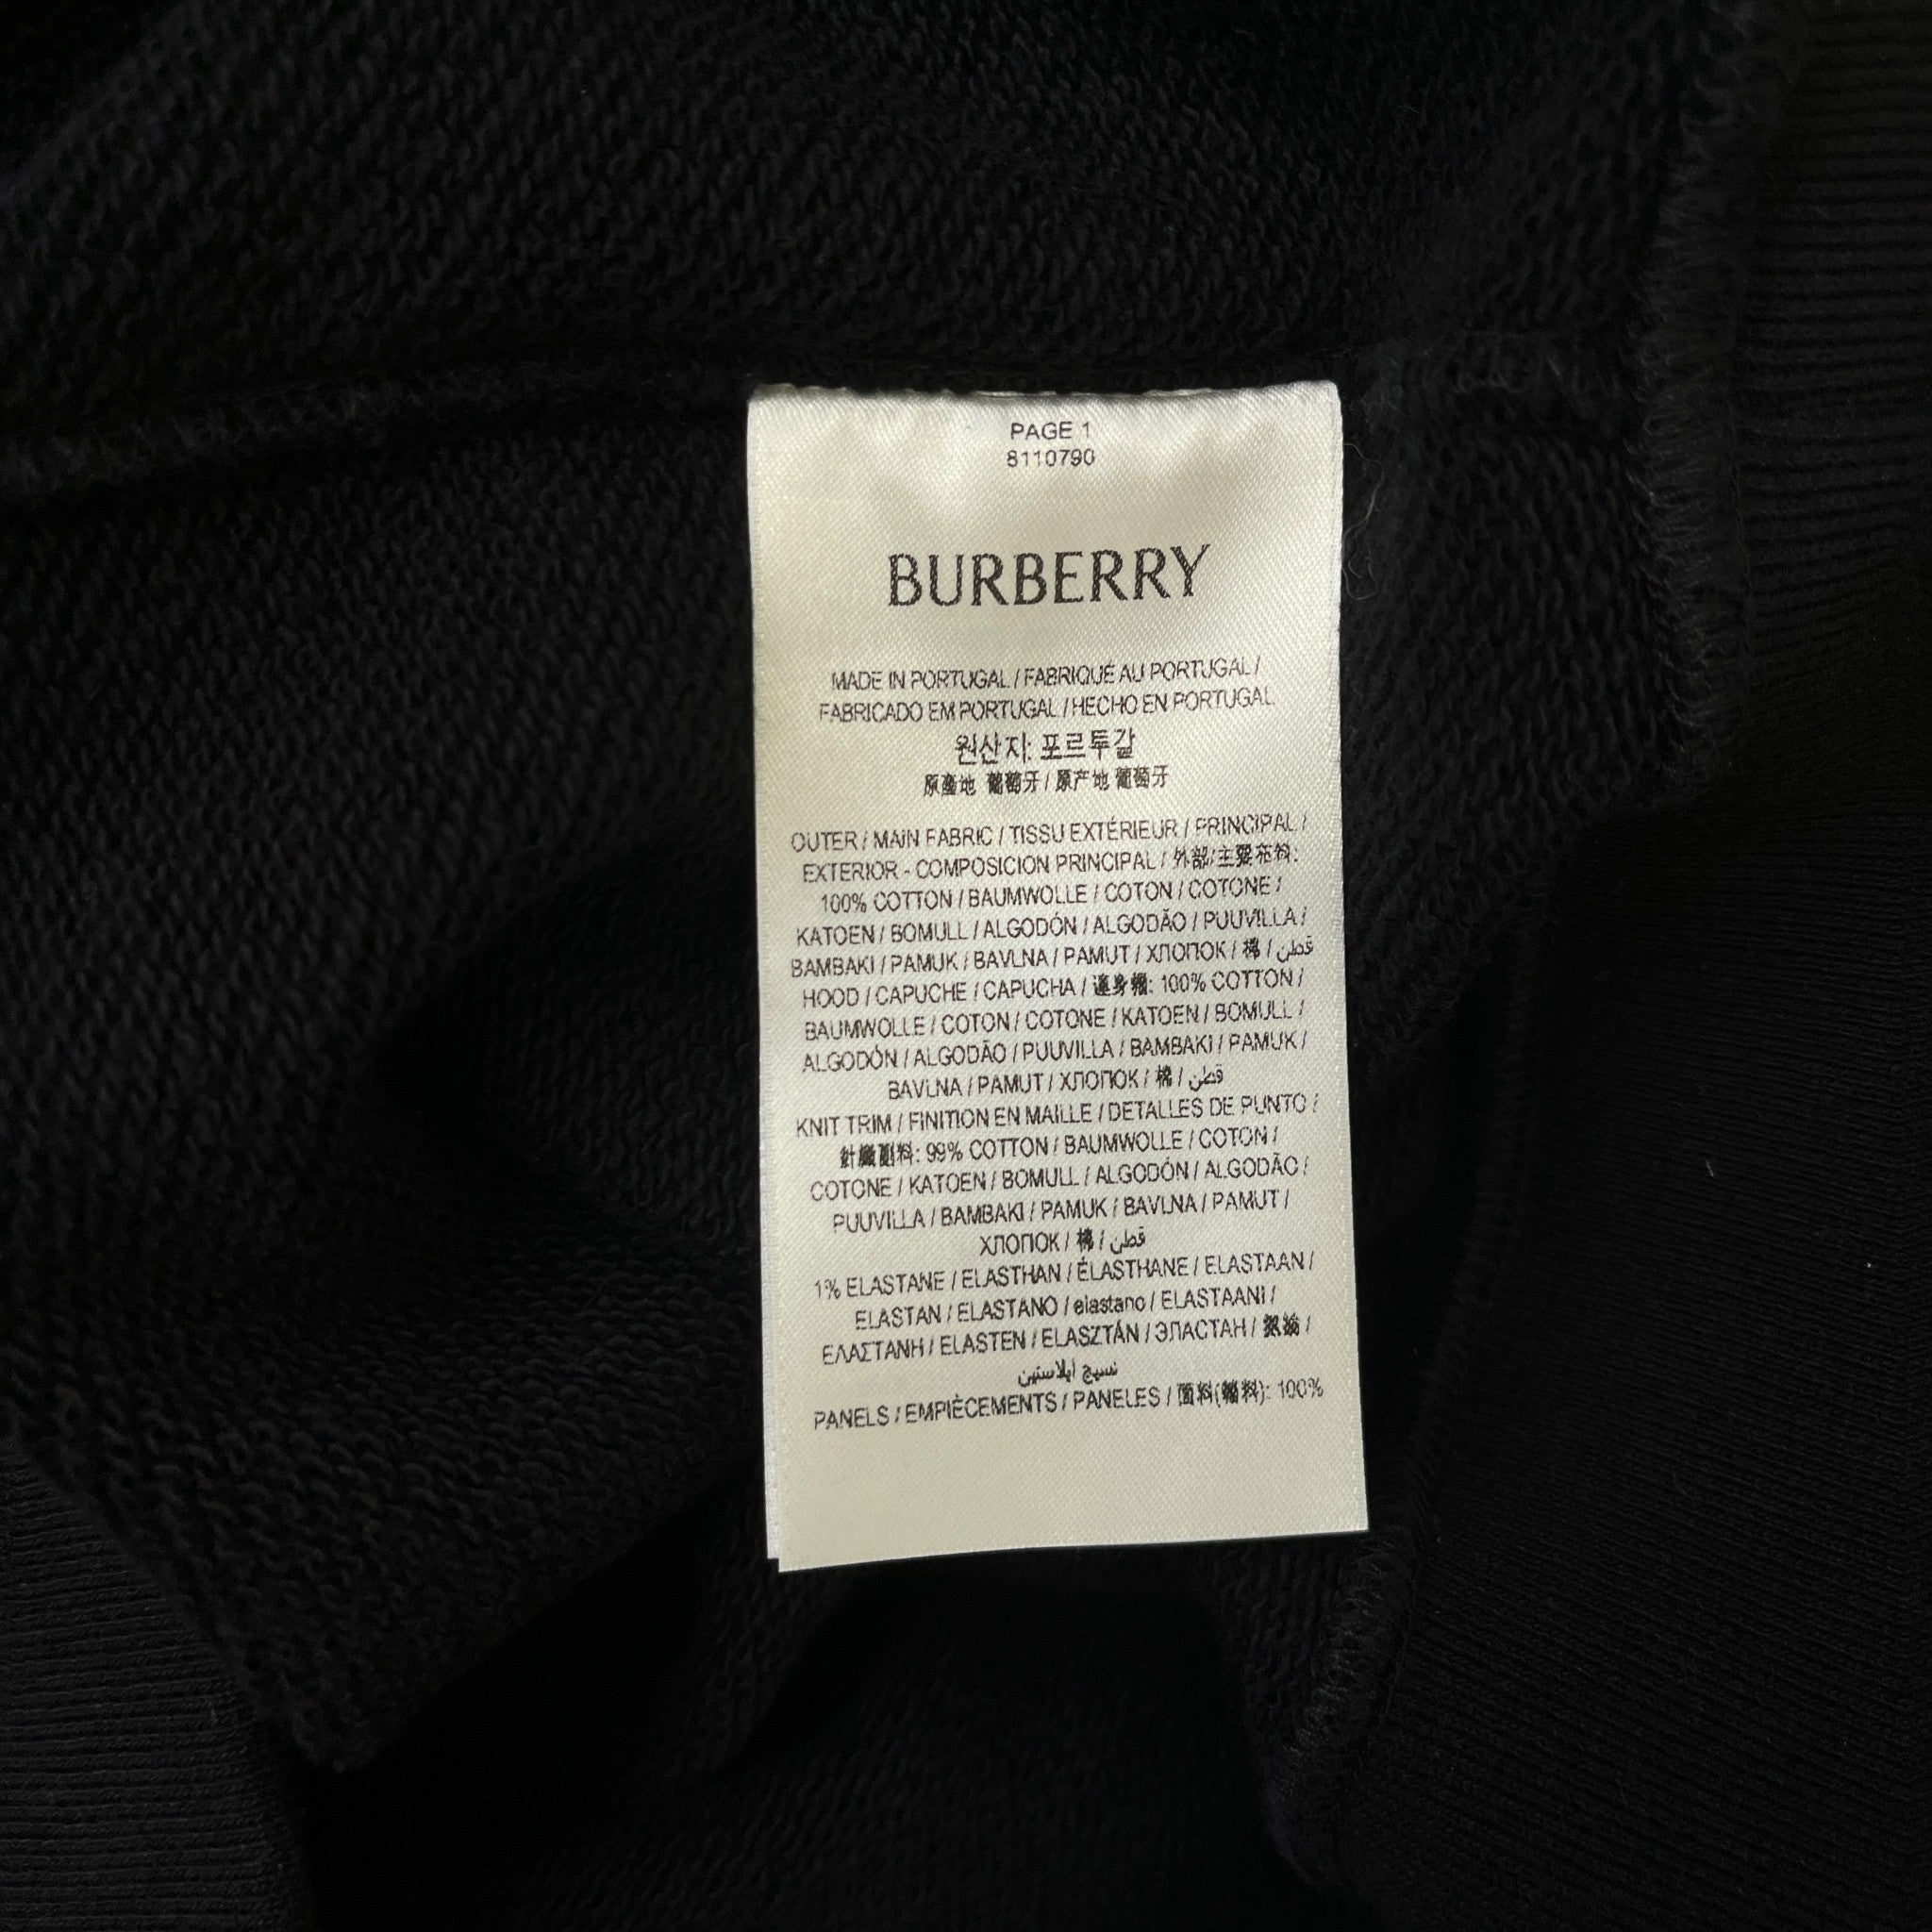 PAGE 1
8110790
BURBERRY
MADE IN PORTUGAL / FABRIQUÉ AU PORTUGAL /
FABRICADO EM PORTUGAL / HECHO EN PORTUGAL
원산지: 포르투갈
原產地 葡萄牙 / 原产地 葡萄牙
OUTER / MAIN FABRIC / TISSU EXTÉRIEUR / PRINCIPAL /
EXTERIOR - COMPOSICION PRINCIPAL / 外部/主要布料:
100% COTTON / BAUMWOLLE / COTON / COTONE /
KATOEN / BOMULL / ALGODÓN / ALGODÃO / PUUVILLA /
BAMBAKI / PAMUK / BAVLNA / PAMUT / ХЛОПОК / 棉 / قطن
HOOD / CAPUCHE / CAPUCHA / 連身帽: 100% COTTON /
BAUMWOLLE / COTON / COTONE / KATOEN / BOMULL /
ALGODÓN / ALGODÃO / PUUVILLA / BAMBAKI / PAMUK /
BAVLNA / PAMUT / ХЛОПОК / 棉 / قطن
KNIT TRIM / FINITION EN MAILLE / DETALLES DE PUNTO /
針織副料: 99% COTTON / BAUMWOLLE / COTON /
COTONE / KATOEN / BOMULL / ALGODÓN / ALGODÃO /
PUUVILLA / BAMBAKI / PAMUK / BAVLNA / PAMUT /
ХЛОПОК / 棉 / قطن
1% ELASTANE / ELASTHAN / ÉLASTHANE / ELASTAAN /
ELASTAN / ELASTANO / elastano / ELASTAANI /
ΕΛΑΣΤΑΝΗ / ELASTEN / ELASZTÁN / ЭЛАСТАН / 氨綸 /
نسيج إيلاستين
PANELS / EMPIÈCEMENTS / PANELES / 面料(輔料): 100%